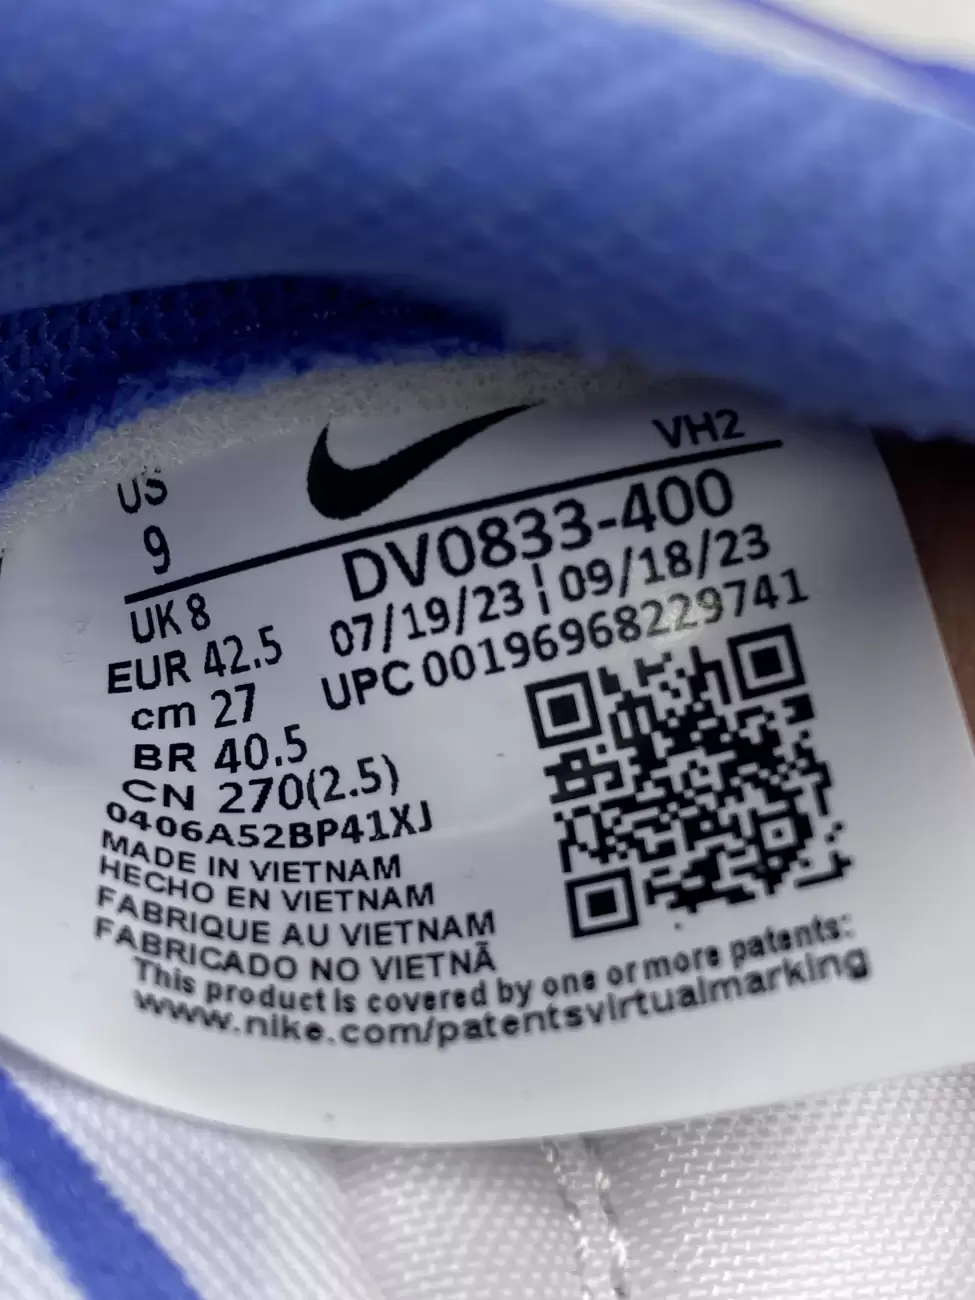 VH2
US
9
DV0833-400
UK 8
07/19/23 | 09/18/23
EUR 42.5
UPC 00196968229741
cm 27
BR 40.5
CN 270(2.5)
0406A52BP41XJ
MADE IN VIETNAM
HECHO EN VIETNAM
FABRIQUE AU VIETNAM
FABRICADO NO VIETNÃ
This product is covered by one or more patents:
www.nike.com/patentsvirtualmarking